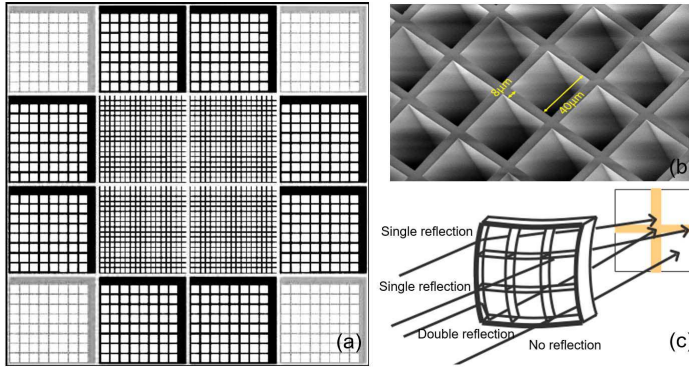 (a)
8μm
40μm
(b)
Single reflection
Single reflection
Double reflection
No reflection
(c)